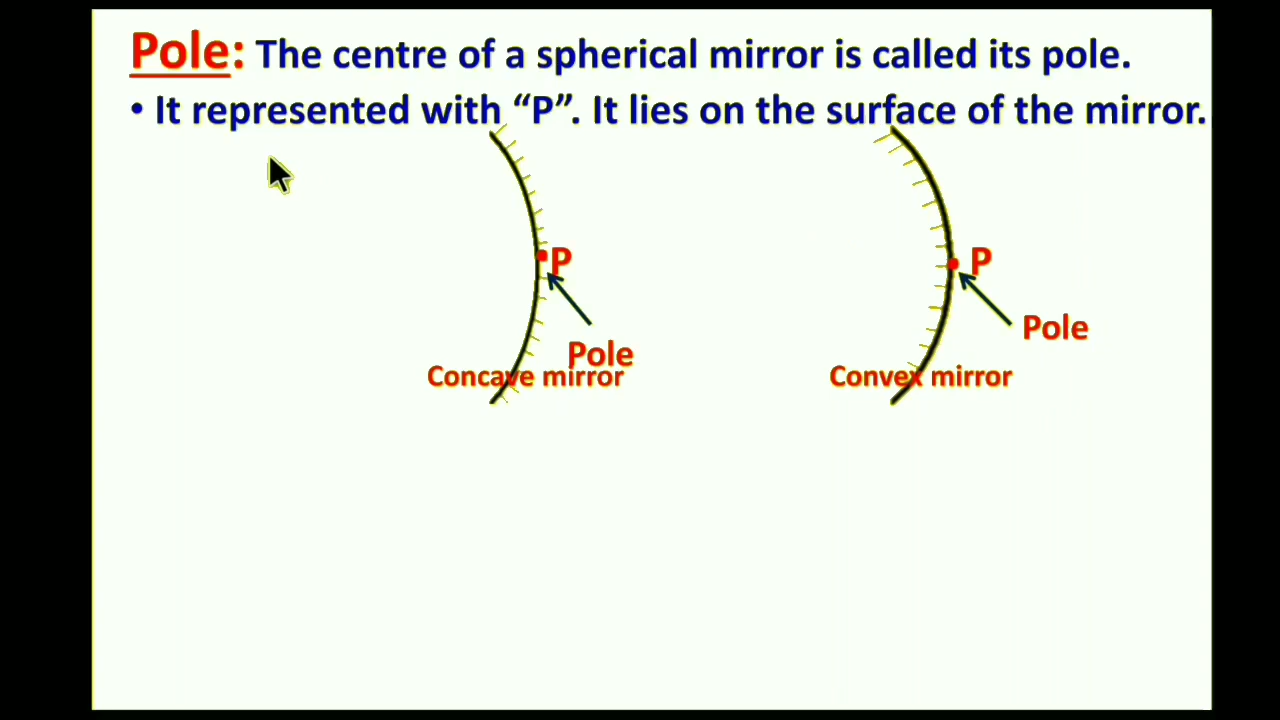 Pole: The centre of a spherical mirror is called its pole.
• It represented with “P”. It lies on the surface of the mirror.
P
P
Pole
Pole
Concave mirror
Convex mirror